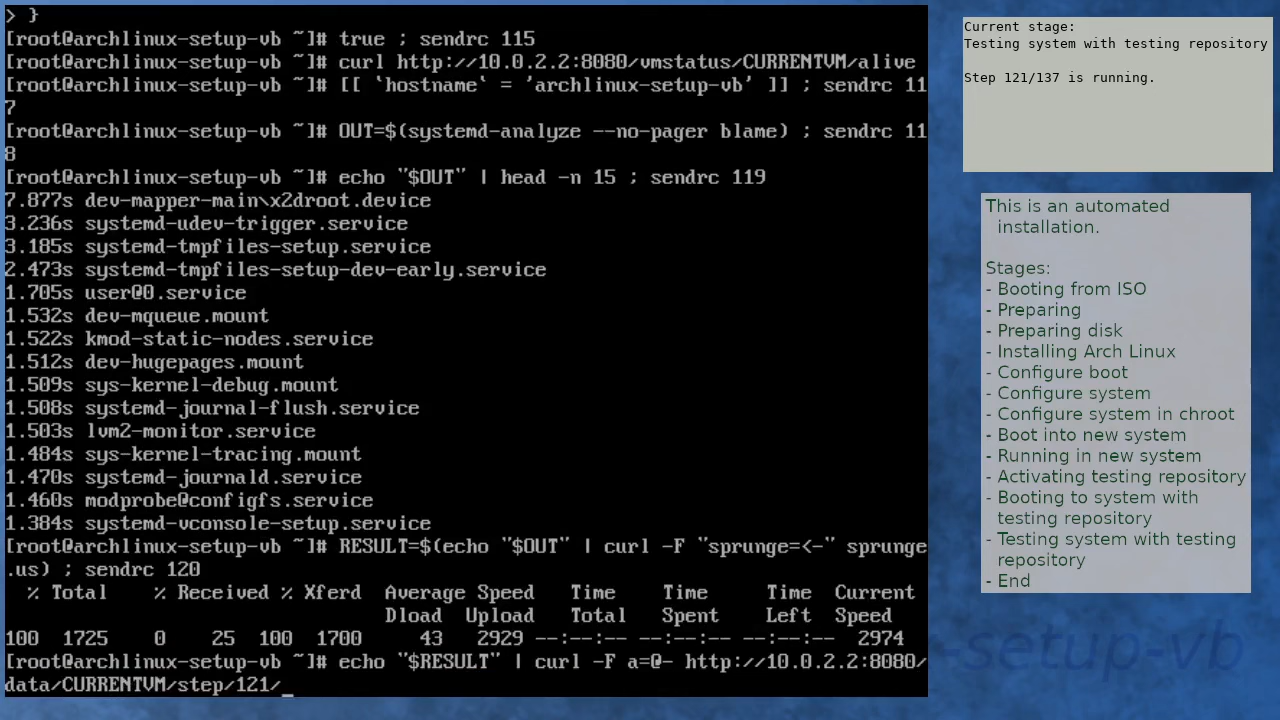 > }
[root@archlinux-setup-vb ~]# true ; sendrc 115
[root@archlinux-setup-vb ~]# curl http://10.0.2.2:8080/vmstatus/CURRENTVM/alive
[root@archlinux-setup-vb ~]# [[ `hostname` = 'archlinux-setup-vb' ]] ; sendrc 11
7
[root@archlinux-setup-vb ~]# OUT=$(systemd-analyze --no-pager blame) ; sendrc 11
8
[root@archlinux-setup-vb ~]# echo "$OUT" | head -n 15 ; sendrc 119
7.877s dev-mapper-main\x2droot.device
3.236s systemd-udev-trigger.service
3.185s systemd-tmpfiles-setup.service
2.473s systemd-tmpfiles-setup-dev-early.service
1.705s user@0.service
1.532s dev-mqueue.mount
1.522s kmod-static-nodes.service
1.512s dev-hugepages.mount
1.509s sys-kernel-debug.mount
1.508s systemd-journal-flush.service
1.503s lvm2-monitor.service
1.484s sys-kernel-tracing.mount
1.470s systemd-journald.service
1.460s modprobe@configfs.service
1.384s systemd-vconsole-setup.service
[root@archlinux-setup-vb ~]# RESULT=$(echo "$OUT" | curl -F "sprunge=<-" sprunge
.us) ; sendrc 120
  % Total    % Received % Xferd  Average Speed   Time    Time     Time  Current
                                 Dload  Upload   Total   Spent    Left  Speed
100  1725    0    25  100  1700     43   2929 --:--:-- --:--:-- --:--:--  2974
[root@archlinux-setup-vb ~]# echo "$RESULT" | curl -F a=@- http://10.0.2.2:8080/
data/CURRENTVM/step/121/_
Current stage:
Testing system with testing repository
Step 121/137 is running.
This is an automated
installation.
Stages:
- Booting from ISO
- Preparing
- Preparing disk
- Installing Arch Linux
- Configure boot
- Configure system
- Configure system in chroot
- Boot into new system
- Running in new system
- Activating testing repository
- Booting to system with
testing repository
- Testing system with testing
repository
- End
-setup-vb